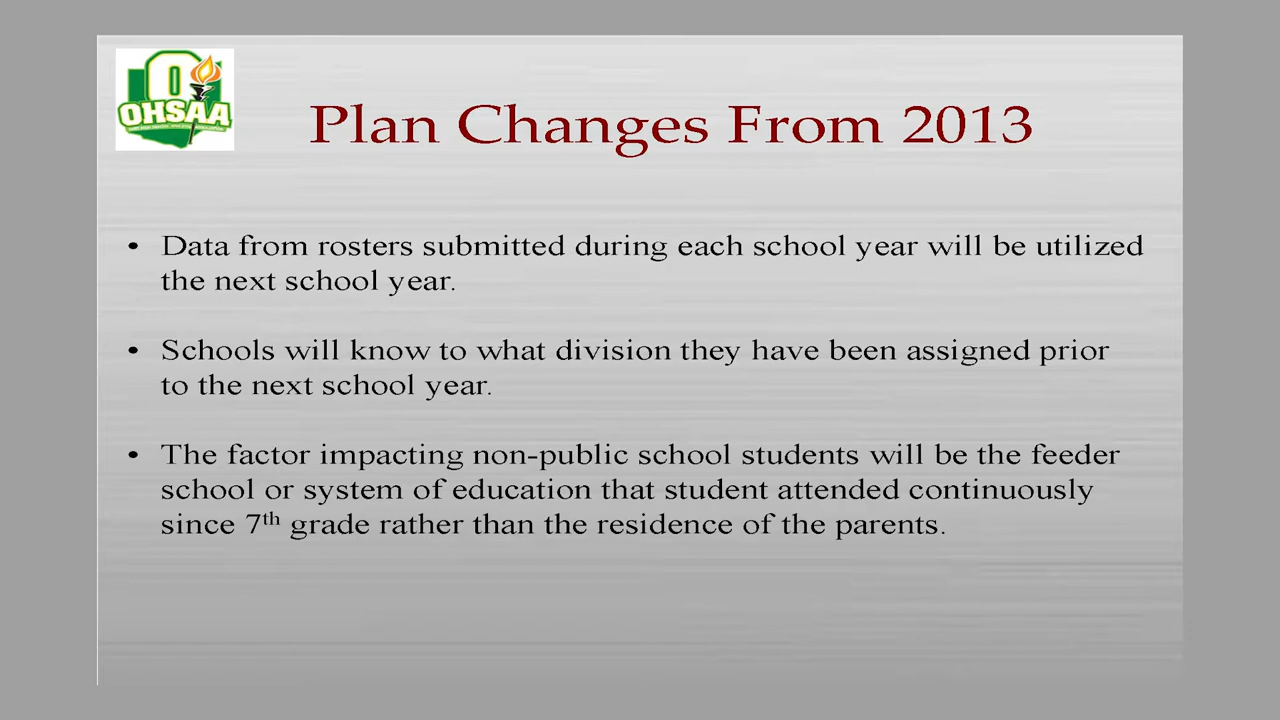 OHSAA
Plan Changes From 2013
• Data from rosters submitted during each school year will be utilized
the next school year.
• Schools will know to what division they have been assigned prior
to the next school year.
• The factor impacting non-public school students will be the feeder
school or system of education that student attended continuously
since 7th grade rather than the residence of the parents.